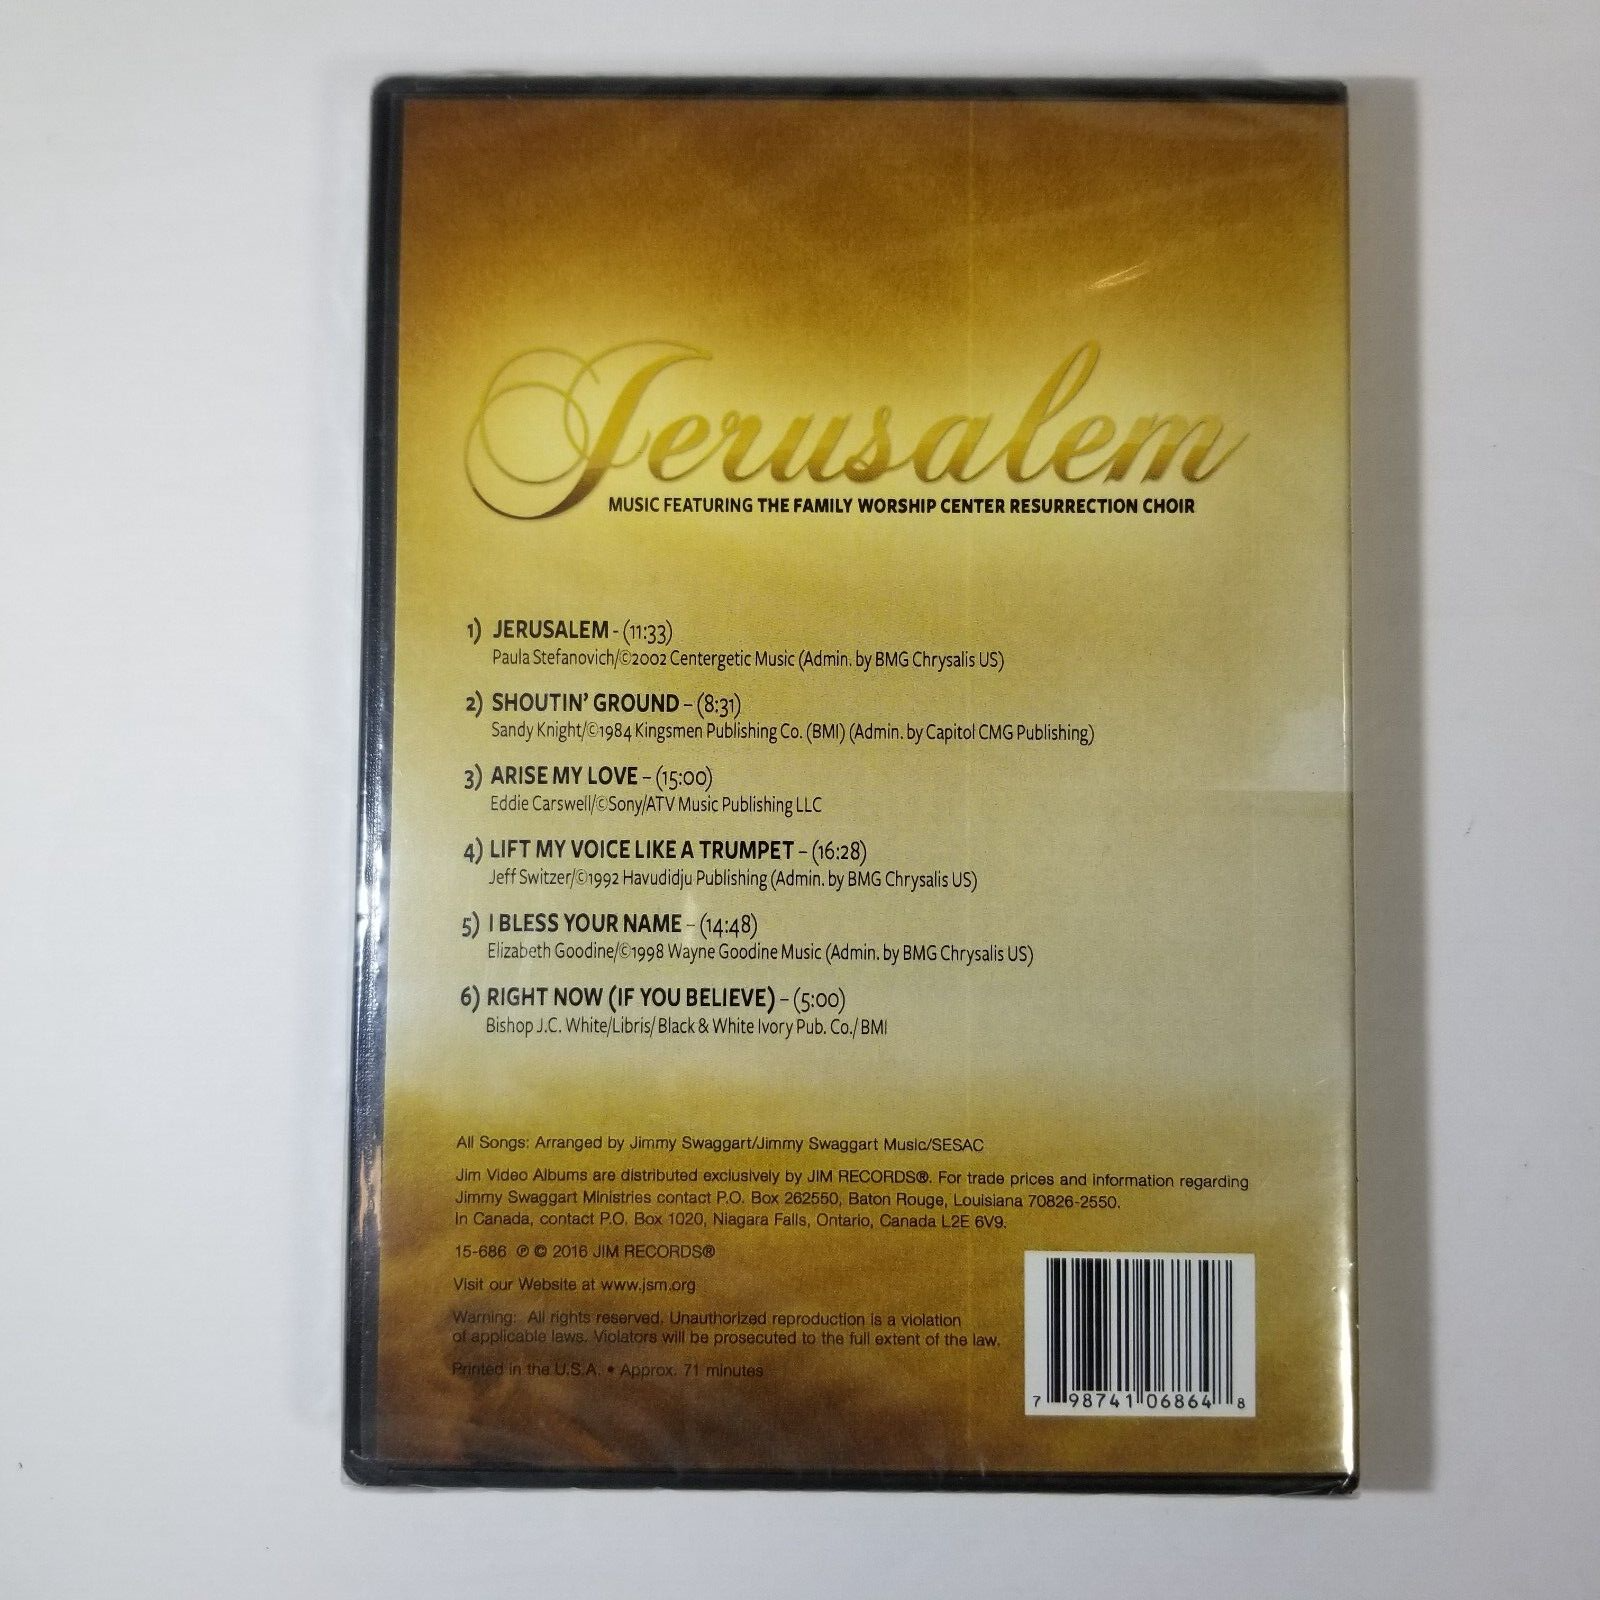 Jerusalem
MUSIC FEATURING THE FAMILY WORSHIP CENTER RESURRECTION CHOIR
1) JERUSALEM - (11:33)
Paula Stefanovich/©2002 Centergetic Music (Admin. by BMG Chrysalis US)
2) SHOUTIN' GROUND – (8:31)
Sandy Knight/©1984 Kingsmen Publishing Co. (BMI) (Admin. by Capitol CMG Publishing)
3) ARISE MY LOVE – (15:00)
Eddie Carswell/©Sony/ATV Music Publishing LLC
4) LIFT MY VOICE LIKE A TRUMPET – (16:28)
Jeff Switzer/©1992 Havudidju Publishing (Admin. by BMG Chrysalis US)
5) I BLESS YOUR NAME – (14:48)
Elizabeth Goodine/©1998 Wayne Goodine Music (Admin. by BMG Chrysalis US)
6) RIGHT NOW (IF YOU BELIEVE) – (5:00)
Bishop J.C. White/Libris/Black & White Ivory Pub. Co./BMI
All Songs: Arranged by Jimmy Swaggart/Jimmy Swaggart Music/SESAC
Jim Video Albums are distributed exclusively by JIM RECORDS®. For trade prices and information regarding
Jimmy Swaggart Ministries contact P.O. Box 262550, Baton Rouge, Louisiana 70826-2550.
In Canada, contact P.O. Box 1020, Niagara Falls, Ontario, Canada L2E 6V9.
15-686 ℗ © 2016 JIM RECORDS®
Visit our Website at www.jsm.org
Warning: All rights reserved. Unauthorized reproduction is a violation
of applicable laws. Violators will be prosecuted to the full extent of the law.
Printed in the U.S.A. • Approx. 71 minutes
7 98741 06864 8